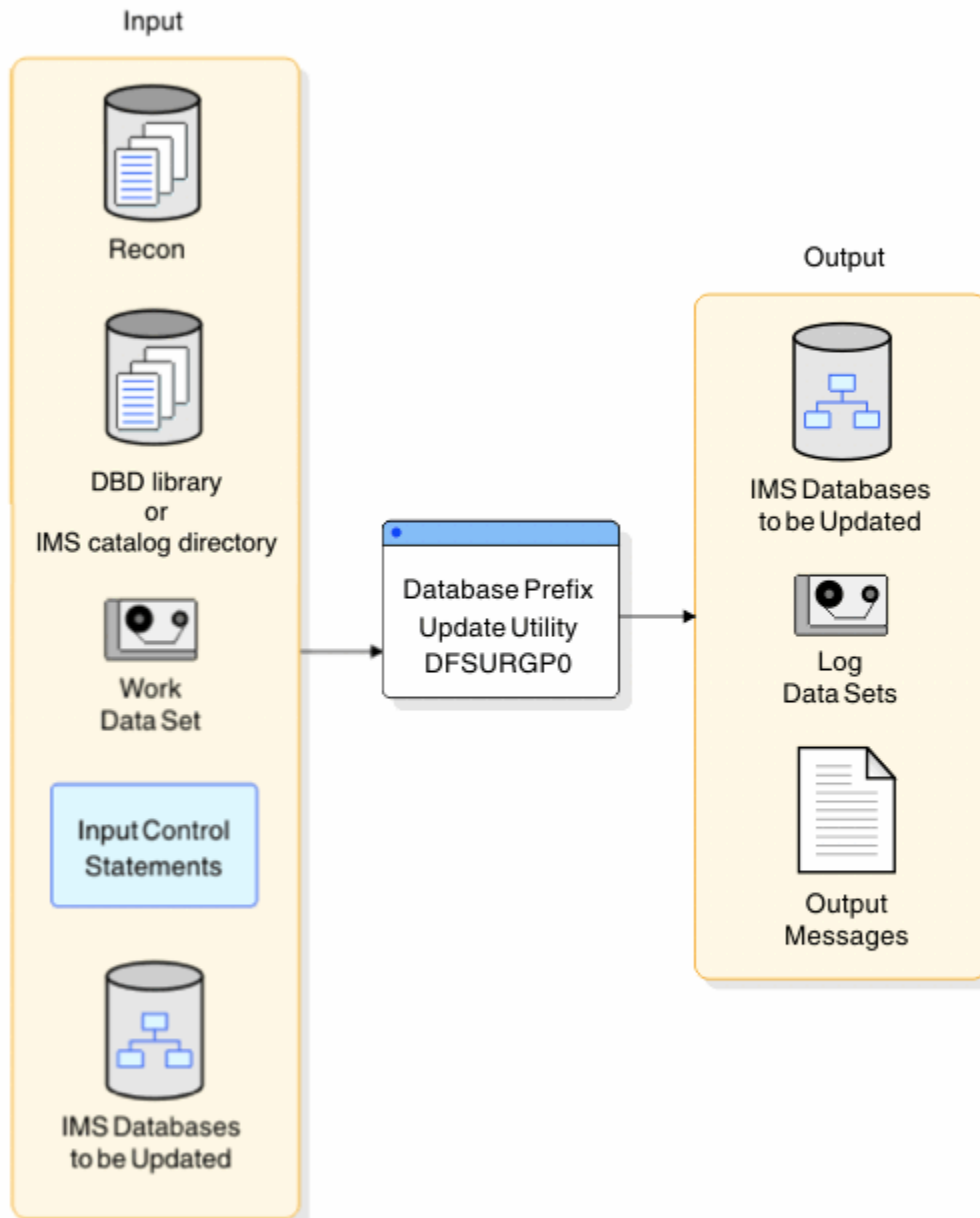 Input
Recon
DBD library
or
IMS catalog directory
Work
Data Set
Input Control
Statements
IMS Databases
to be Updated
Database Prefix
Update Utility
DFSURGP0
Output
IMS Databases
to be Updated
Log
Data Sets
Output
Messages